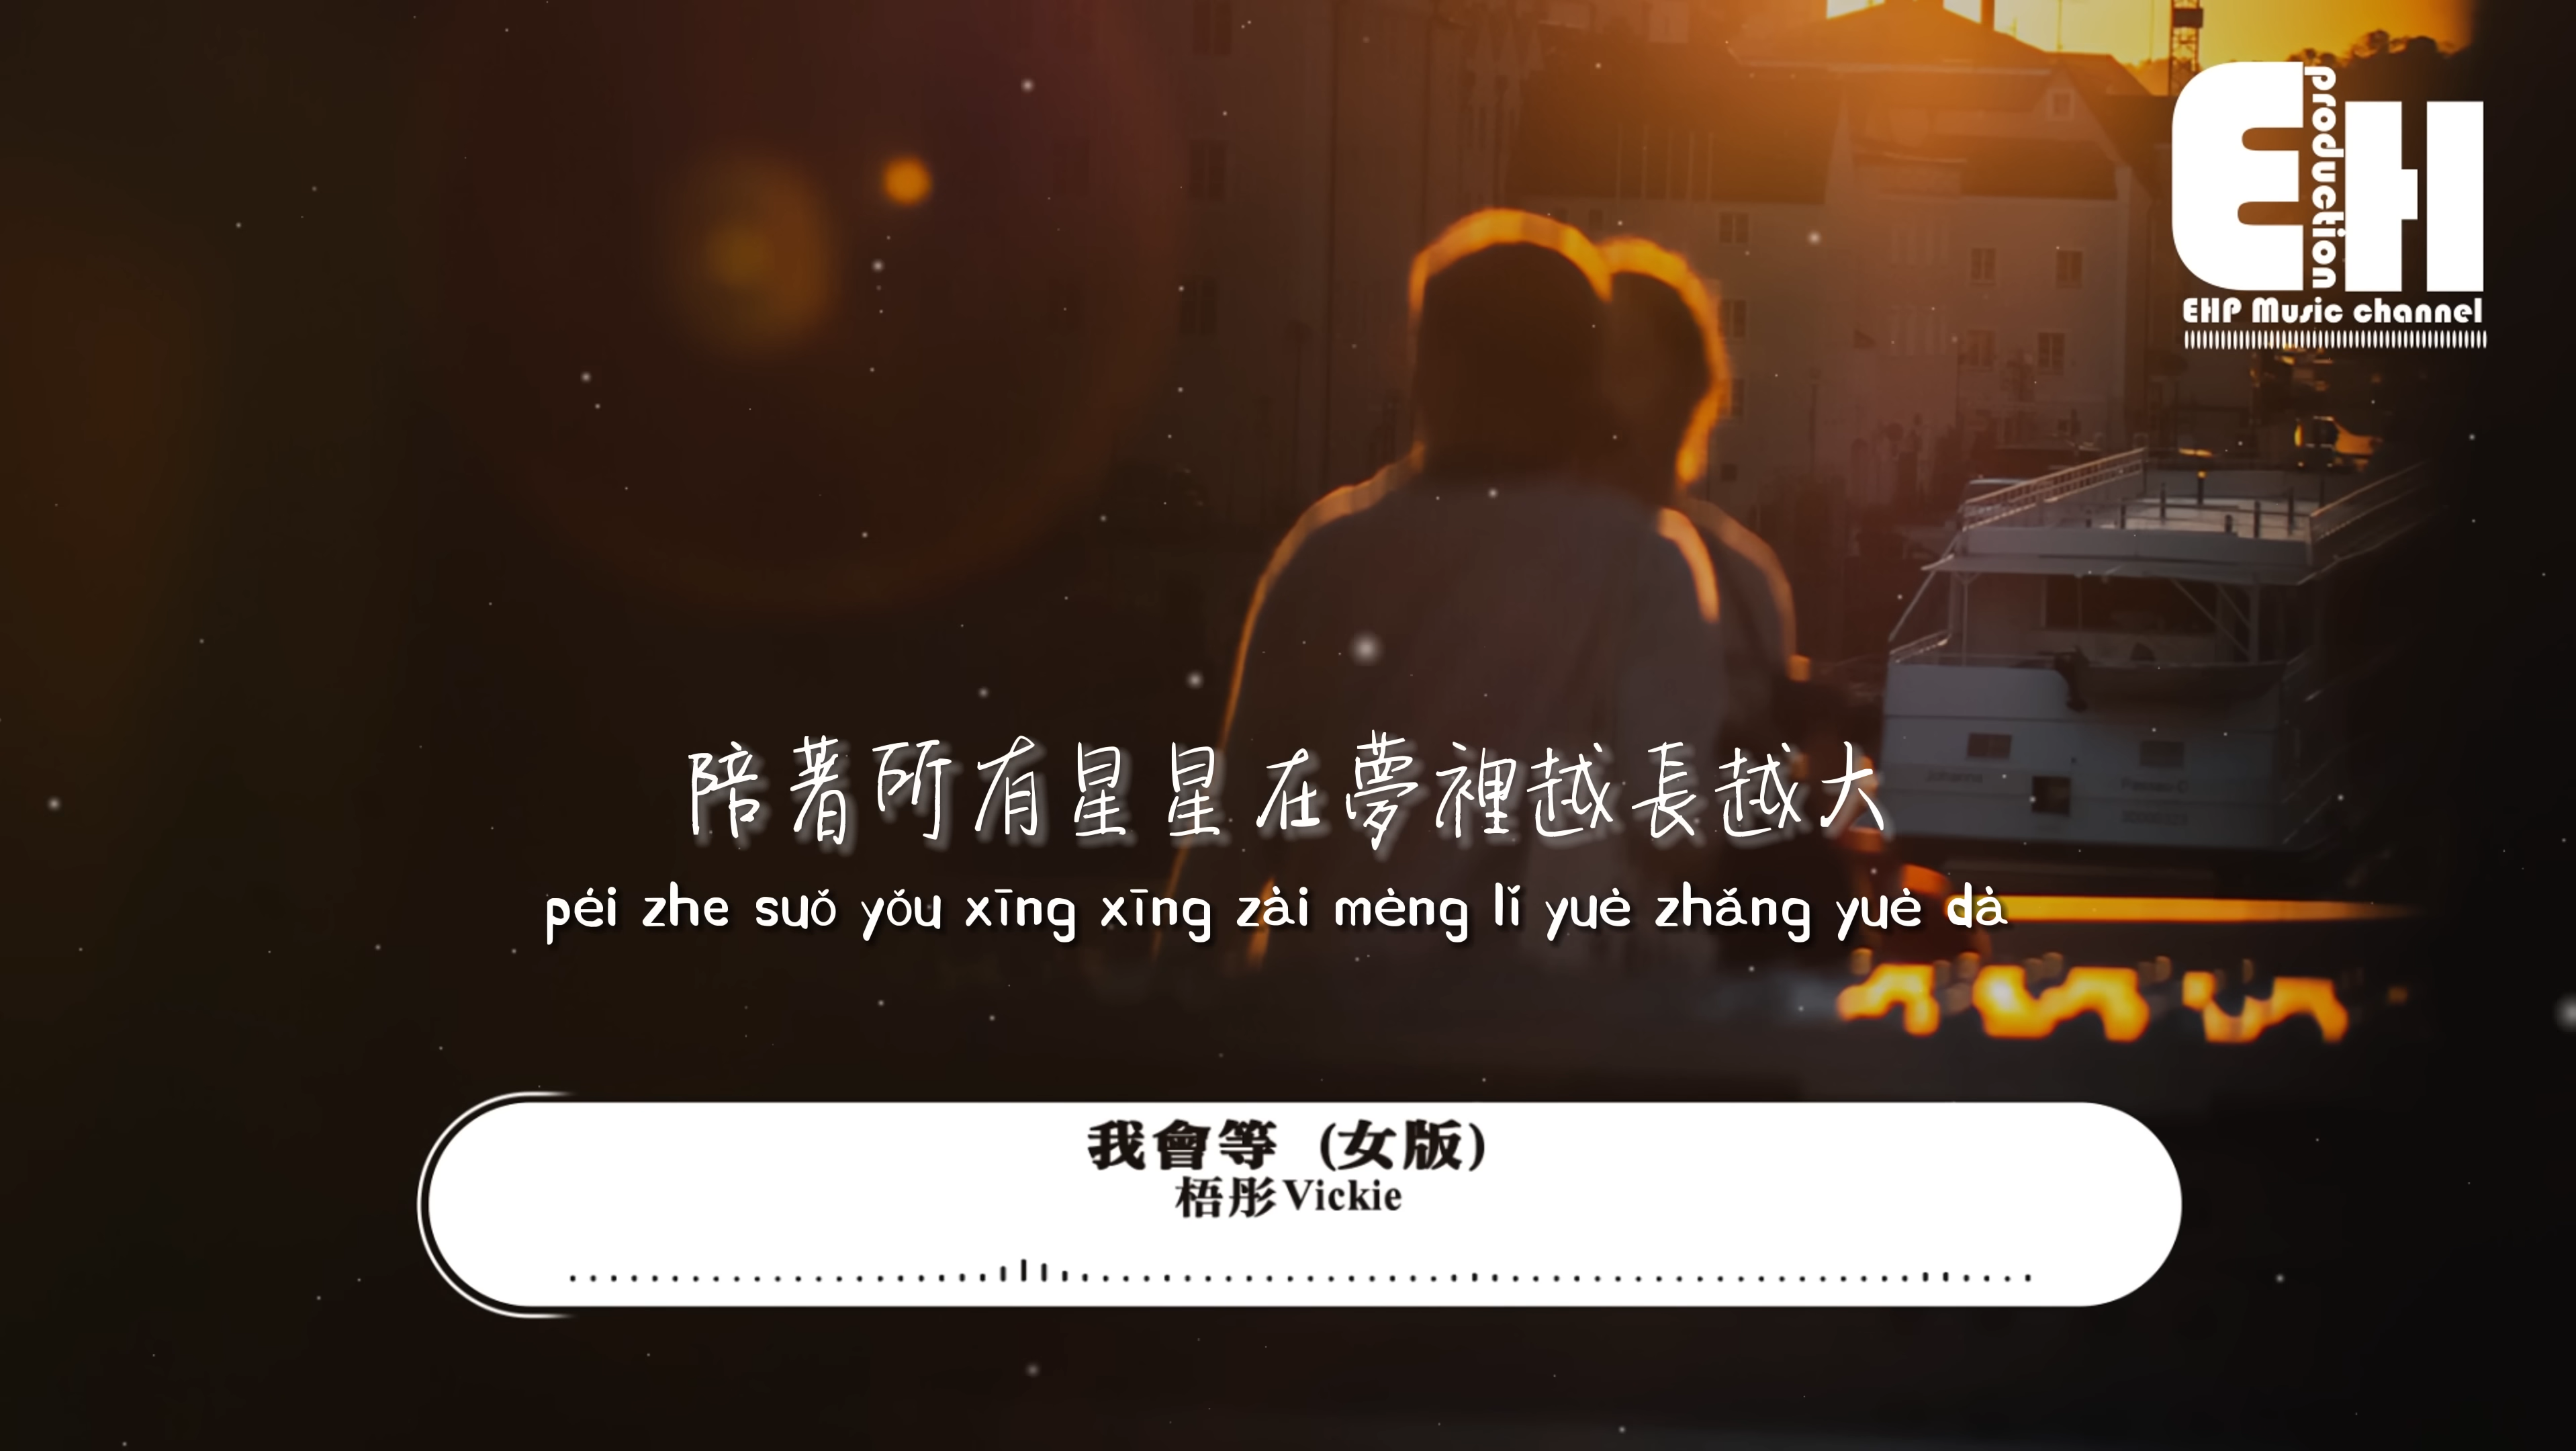 production
EH
EHP Music channel
陪著所有星星在夢裡越長越大
péi zhe suǒ yǒu xīng xīng zài mèng lǐ yuè zhǎng yuè dà
我會等 (女版)
梧彤Vickie